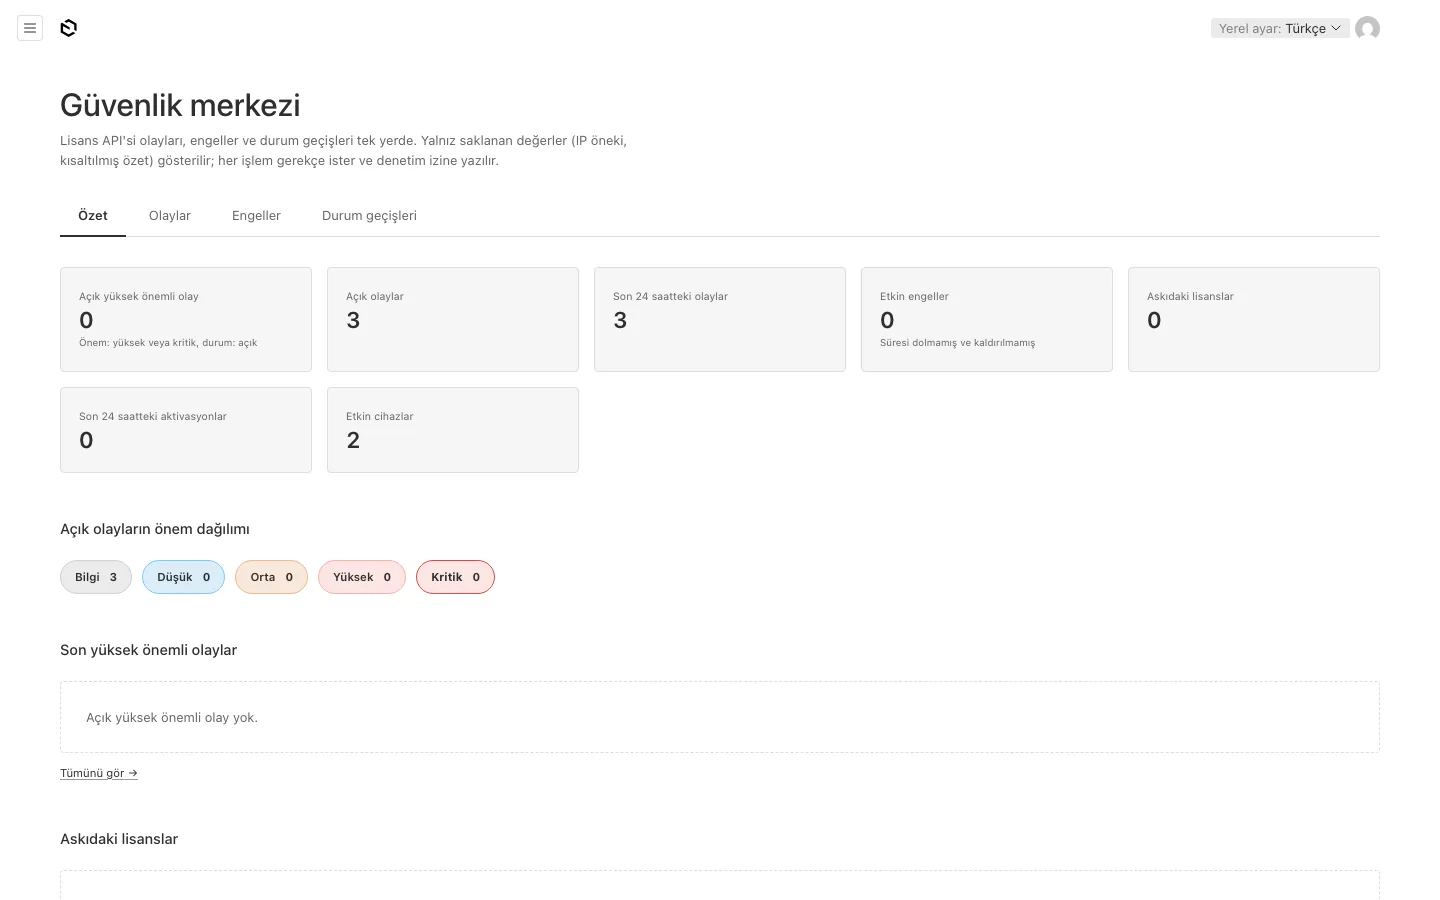 Yerel ayar: Türkçe
Güvenlik merkezi
Lisans API'si olayları, engeller ve durum geçişleri tek yerde. Yalnız saklanan değerler (IP öneki,
kısaltılmış özet) gösterilir; her işlem gerekçe ister ve denetim izine yazılır.
Özet Olaylar Engeller Durum geçişleri
Açık yüksek önemli olay
0
Önem: yüksek veya kritik, durum: açık
Açık olaylar
3
Son 24 saatteki olaylar
3
Etkin engeller
0
Süresi dolmamış ve kaldırılmamış
Askıdaki lisanslar
0
Son 24 saatteki aktivasyonlar
0
Etkin cihazlar
2
Açık olayların önem dağılımı
Bilgi 3 Düşük 0 Orta 0 Yüksek 0 Kritik 0
Son yüksek önemli olaylar
Açık yüksek önemli olay yok.
Tümünü gör →
Askıdaki lisanslar